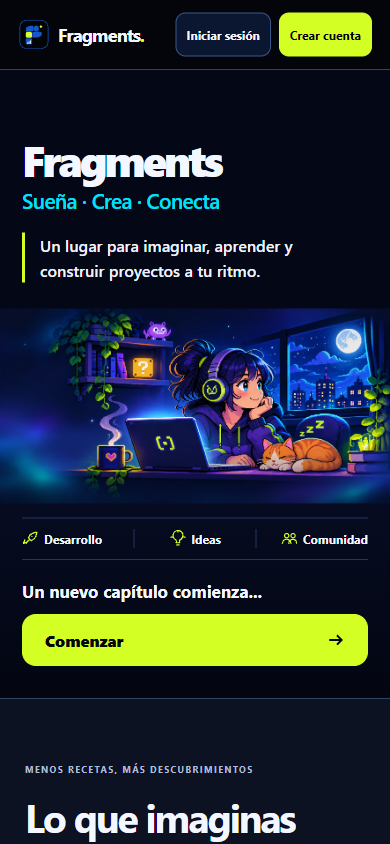 Fragments.
Iniciar sesión
Crear cuenta
Fragments
Sueña · Crea · Conecta
Un lugar para imaginar, aprender y
construir proyectos a tu ritmo.
?
z z z
Desarrollo
Ideas
Comunidad
Un nuevo capítulo comienza...
Comenzar →
MENOS RECETAS, MÁS DESCUBRIMIENTOS
Lo que imaginas